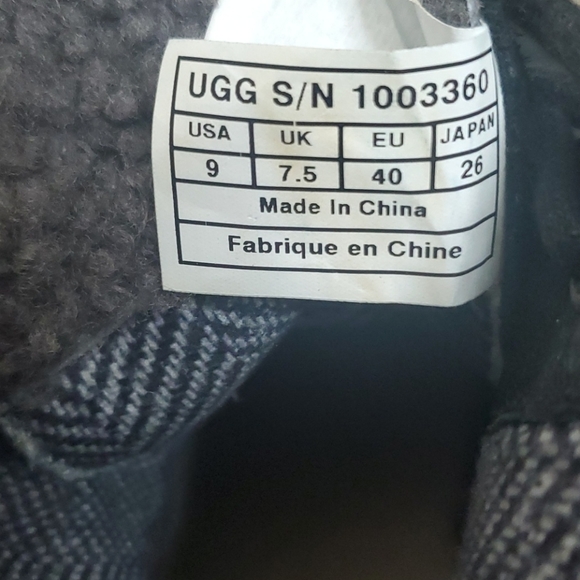 UGG S/N 1003360
USA UK EU JAPAN
9 7.5 40 26
Made In China
Fabrique en Chine